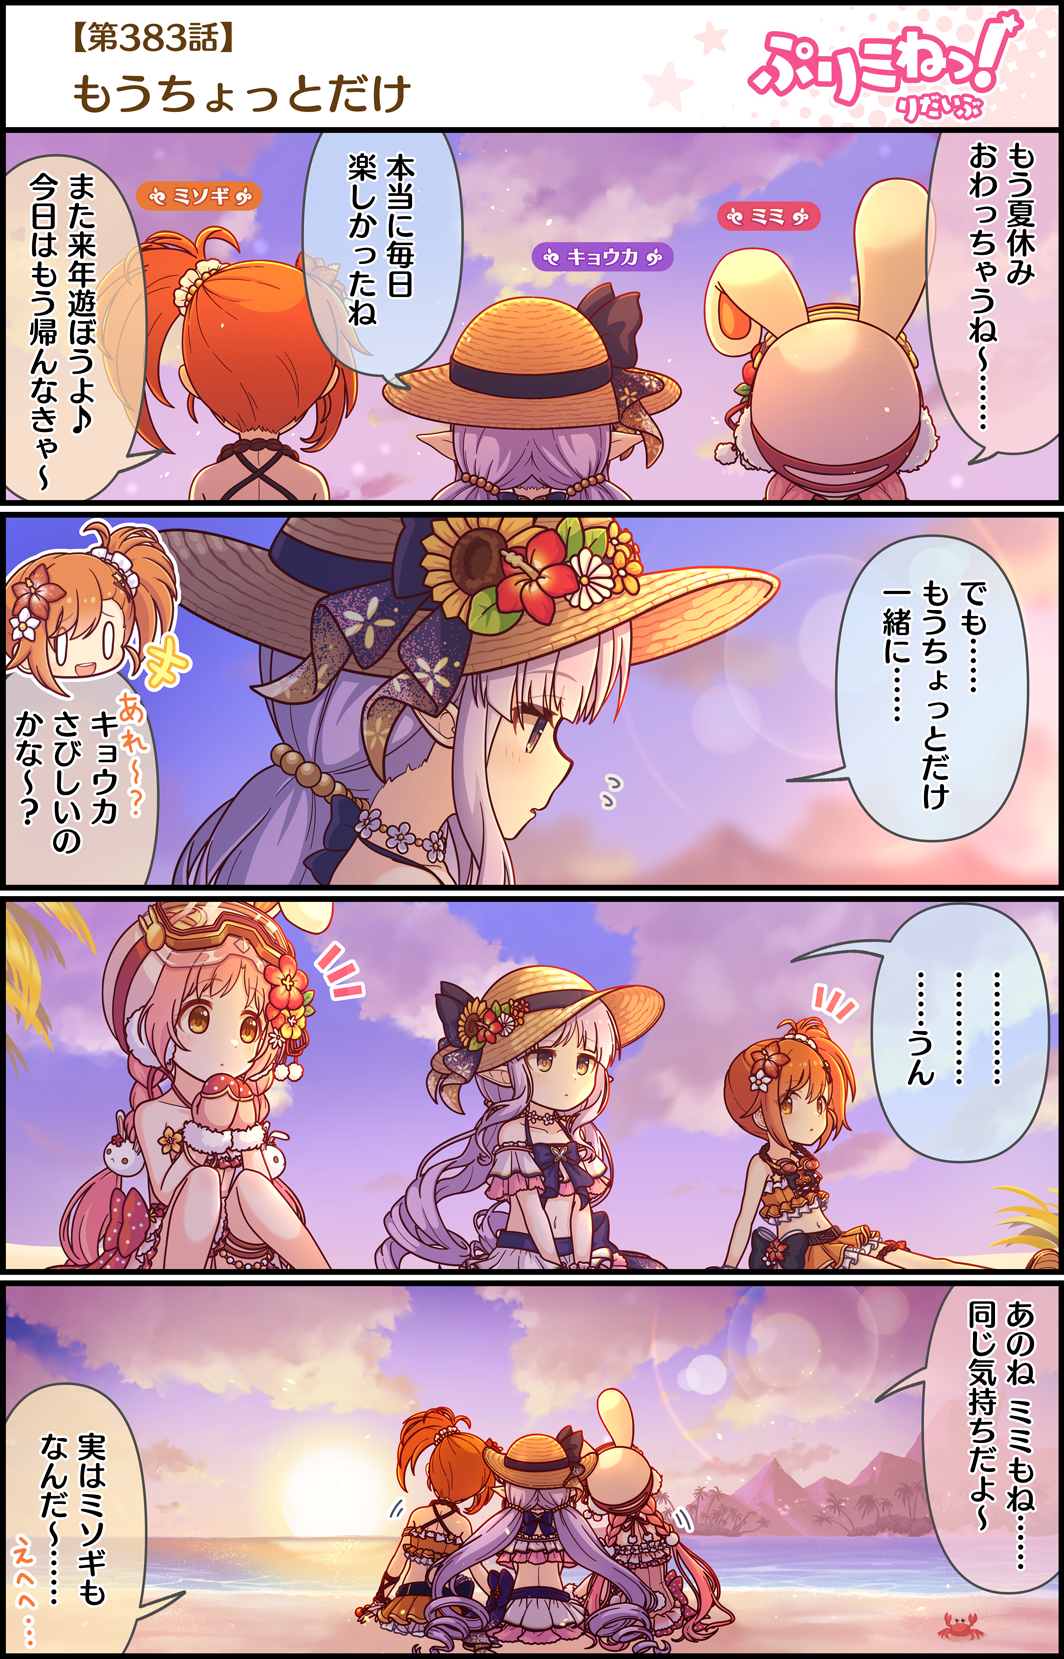 【第383話】
もうちょっとだけ
ぷりこねっ!
りだいぶ
もう夏休み
おわっちゃうね～……
ミミ
本当に毎日
楽しかったね
キョウカ
ミソギ
また来年遊ぼうよ♪
今日はもう帰んなきゃ～
でも……
もうちょっとだけ
一緒に……
あれ～?
キョウカ
さびしいの
かな～?
…………
…………
……うん
あのね ミミもね……
同じ気持ちだよ～
実はミソギも
なんだ～……
えへへ…